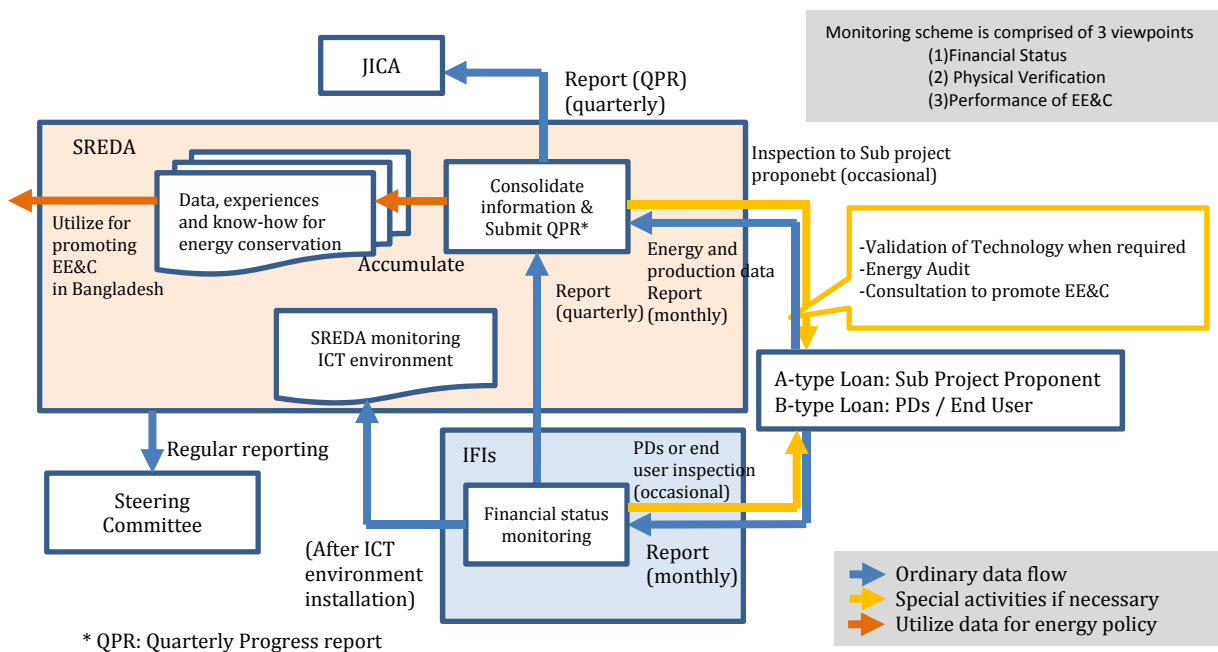 Monitoring scheme is comprised of 3 viewpoints
(1)Financial Status
(2) Physical Verification
(3)Performance of EE&C
JICA
Report (QPR)
(quarterly)
SREDA
Inspection to Sub project
proponebt (occasional)
Data, experiences
and know-how for
energy conservation
Consolidate
information &
Submit QPR*
Utilize for
promoting
EE&C
in Bangladesh
Accumulate
Energy and
production data
Report
(monthly)
Report
(quarterly)
-Validation of Technology when required
-Energy Audit
-Consultation to promote EE&C
SREDA monitoring
ICT environment
A-type Loan: Sub Project Proponent
B-type Loan: PDs / End User
Regular reporting
IFIs
PDs or end
user inspection
(occasional)
Steering
Committee
Financial status
monitoring
(After ICT
environment
installation)
Report
(monthly)
Ordinary data flow
Special activities if necessary
Utilize data for energy policy
* QPR: Quarterly Progress report